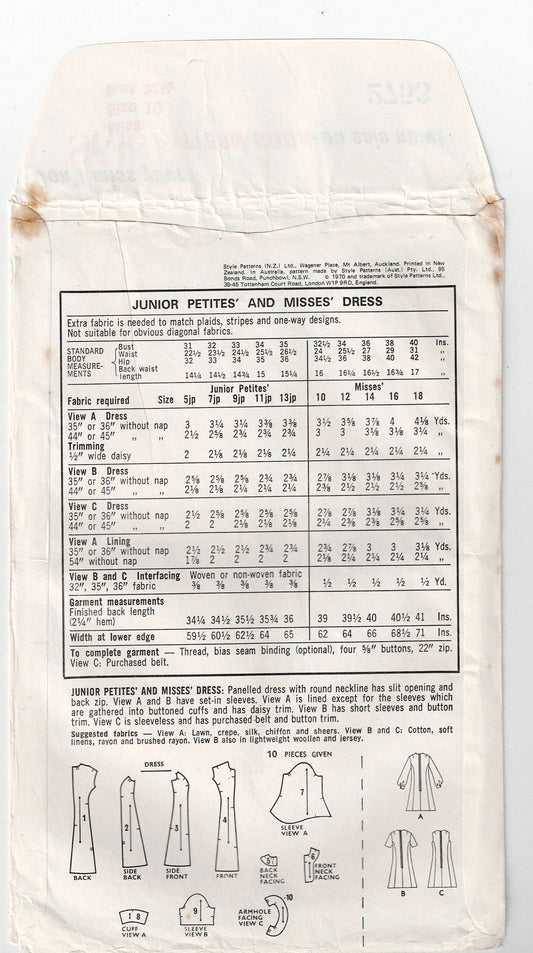 2753
Style Patterns (N.Z.) Ltd., Wagener Place, Mt Albert, Auckland. Printed in New
Zealand. In Australia, pattern made by Style Patterns (Aust.) Pty. Ltd., 95
Bonds Road, Punchbowl, N.S.W. © 1970 and trademark of Style Patterns Ltd.,
39-45 Tottenham Court Road, London W1P 9RD, England.
JUNIOR PETITES' AND MISSES' DRESS
Extra fabric is needed to match plaids, stripes and one-way designs.
Not suitable for obvious diagonal fabrics.
STANDARD BODY MEASURE- MENTS
Bust 31 32 33 34 35 32½ 34 36 38 40 Ins.
Waist 22½ 23½ 24½ 25½ 26½ 24 25½ 27 29 31 „
Hip 32 33 34 35 36 34½ 36 38 40 42 „
Back waist length 14¼ 14½ 14¾ 15 15¼ 16 16¼ 16½ 16¾ 17 „
Junior Petites' Misses'
Fabric required Size 5jp 7jp 9jp 11jp 13jp 10 12 14 16 18
View A Dress
35" or 36" without nap 3 3¼ 3¼ 3⅜ 3⅜ 3½ 3⅝ 3⅞ 4 4⅛ Yds.
44" or 45" „ „ 2½ 2⅝ 2¾ 2¾ 2¾ 3 3 3⅛ 3⅛ 3¼ „
Trimming
½" wide daisy 2 2⅛ 2⅛ 2⅛ 2¼ 2¼ 2¼ 2¼ 2¼ 2¼ „
View B Dress
35" or 36" without nap 2⅝ 2⅝ 2⅝ 2¾ 2¾ 2⅞ 3⅛ 3⅛ 3¼ 3¼ Yds.
44" or 45" „ „ 2⅛ 2⅛ 2¼ 2¼ 2¼ 2⅜ 2½ 2½ 2½ 2⅝ „
View C Dress
35" or 36" without nap 2½ 2⅝ 2⅝ 2⅝ 2⅝ 2⅞ 2⅞ 3⅛ 3¼ 3¼ Yds.
44" or 45" „ „ 2 2 2⅛ 2⅛ 2⅛ 2¼ 2⅜ 2⅜ 2½ 2⅝ „
View A Lining
35" or 36" without nap 2½ 2½ 2½ 2¾ 2¾ 2¾ 2⅞ 3 3 3⅛ Yds.
54" without nap 1⅞ 2 2 2 2 2⅛ 2¼ 2¼ 2¼ 2¼ „
View B and C Interfacing Woven or non-woven fabric
32", 35", 36" fabric ⅜ ⅜ ⅜ ⅜ ⅜ ½ ½ ½ ½ ½ Yd.
Garment measurements
Finished back length
(2¼" hem) 34¼ 34½ 35½ 35¾ 36 39 39½ 40 40½ 41 Ins.
Width at lower edge 59½ 60½ 62½ 64 65 62 64 66 68½ 71 Ins.
To complete garment — Thread, bias seam binding (optional), four ⅝" buttons, 22" zip.
View C: Purchased belt.
JUNIOR PETITES' AND MISSES' DRESS: Panelled dress with round neckline has slit opening and
back zip. View A and B have set-in sleeves. View A is lined except for the sleeves which
are gathered into buttoned cuffs and has daisy trim. View B has short sleeves and button
trim. View C is sleeveless and has purchased belt and button trim.
Suggested fabrics — View A: Lawn, crepe, silk, chiffon and sheers. View B and C: Cotton, soft
linens, rayon and brushed rayon. View B also in lightweight woollen and jersey.
10 PIECES GIVEN
DRESS
1
BACK
2
SIDE BACK
3
SIDE FRONT
4
FRONT
7
SLEEVE VIEW A
5
BACK NECK FACING
6
FRONT NECK FACING
8
CUFF VIEW A
9
SLEEVE VIEW B
10
ARMHOLE FACING VIEW C
A
B
C